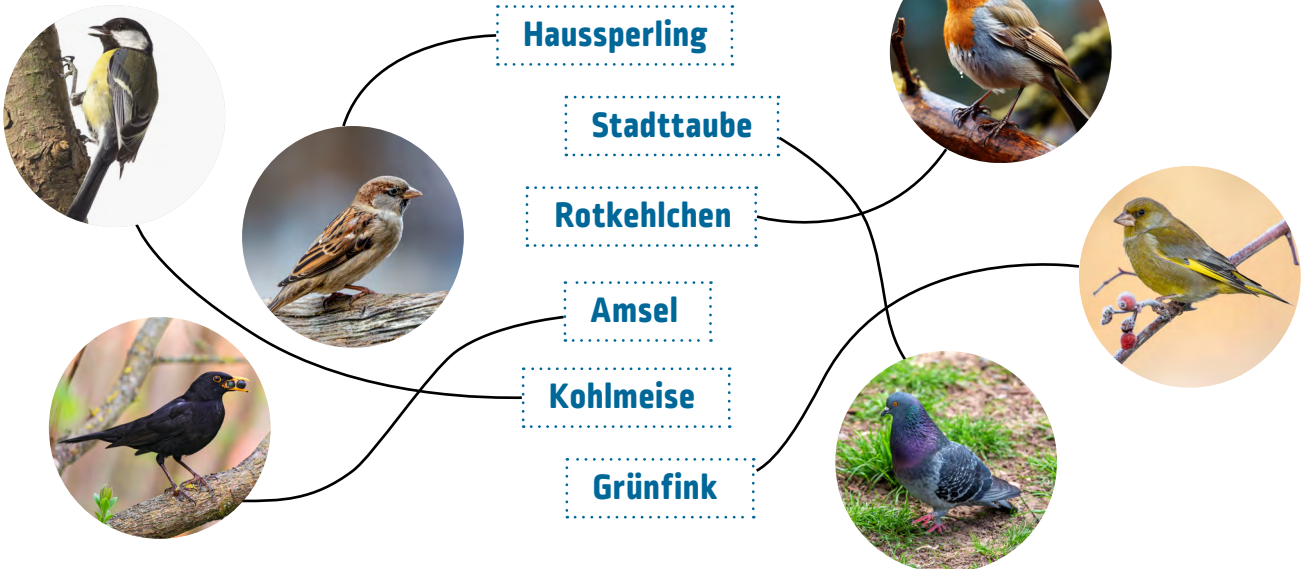 Haussperling
Stadttaube
Rotkehlchen
Amsel
Kohlmeise
Grünfink